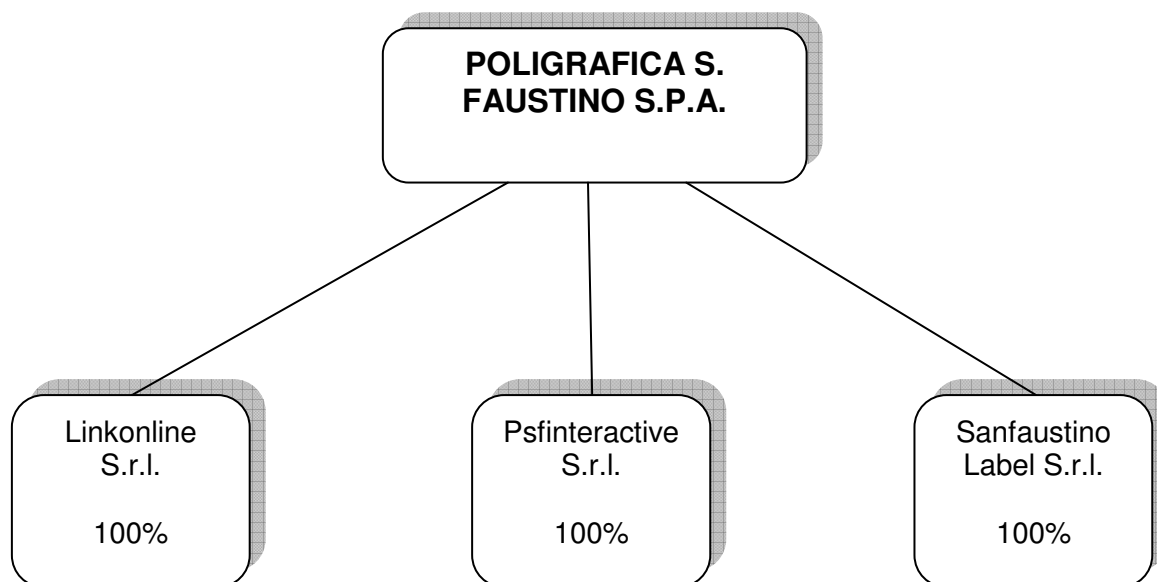 POLIGRAFICA S.
FAUSTINO S.P.A.
Linkonline
S.r.l.
100%
Psfinteractive
S.r.l.
100%
Sanfaustino
Label S.r.l.
100%